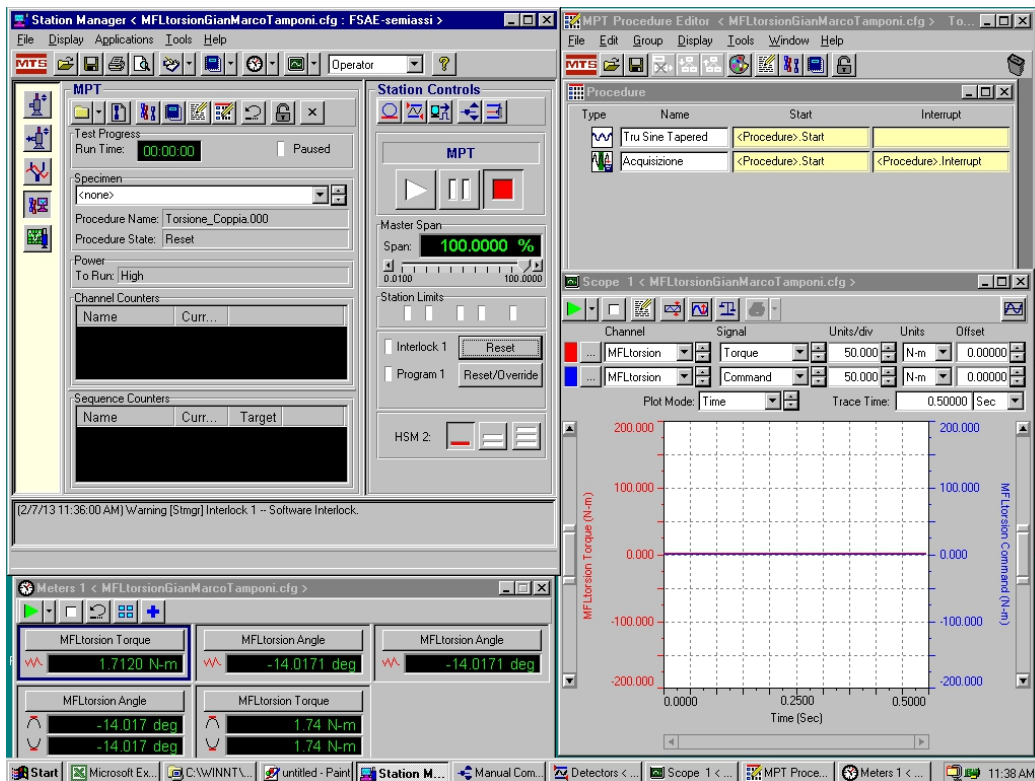 Station Manager < MFLtorsionGianMarcoTamponi.cfg : FSAE-semiassi >
File Display Applications Tools Help
MTS
Operator
MPT
Test Progress
Run Time: 00:00:00
Paused
Specimen
<none>
Procedure Name: Torsione_Coppia.000
Procedure State: Reset
Power
To Run: High
Channel Counters
Name Curr...
Sequence Counters
Name Curr... Target
Station Controls
MPT
Master Span
Span: 100.0000 %
0.0100 100.0000
Station Limits
Interlock 1 Reset
Program 1 Reset/Override
HSM 2:
(2/7/13 11:36:00 AM) Warning [Stmgr] Interlock 1 -- Software Interlock.
MPT Procedure Editor < MFLtorsionGianMarcoTamponi.cfg > To...
File Edit Group Display Tools Window Help
MTS
Procedure
Type Name Start Interrupt
Tru Sine Tapered <Procedure>.Start
Acquisizione <Procedure>.Start <Procedure>.Interrupt
Scope 1 < MFLtorsionGianMarcoTamponi.cfg >
Channel Signal Units/div Units Offset
... MFLtorsion Torque 50.000 N-m 0.00000
... MFLtorsion Command 50.000 N-m 0.00000
Plot Mode: Time Trace Time: 0.50000 Sec
200.000 200.000
100.000 100.000
0.000 0.000
-100.000 -100.000
-200.000 -200.000
MFLtorsion Torque (N-m)
MFLtorsion Command (N-m)
0.0000 0.2500 0.5000
Time (Sec)
Meters 1 < MFLtorsionGianMarcoTamponi.cfg >
MFLtorsion Torque MFLtorsion Angle MFLtorsion Angle
1.7120 N-m -14.0171 deg -14.0171 deg
MFLtorsion Angle MFLtorsion Torque
-14.017 deg 1.74 N-m
-14.017 deg 1.74 N-m
Start Microsoft Ex... C:\WINNT\... untitled - Paint Station M... Manual Com... Detectors <... Scope 1 <... MPT Proce... Meters 1 <... 11:38 AM